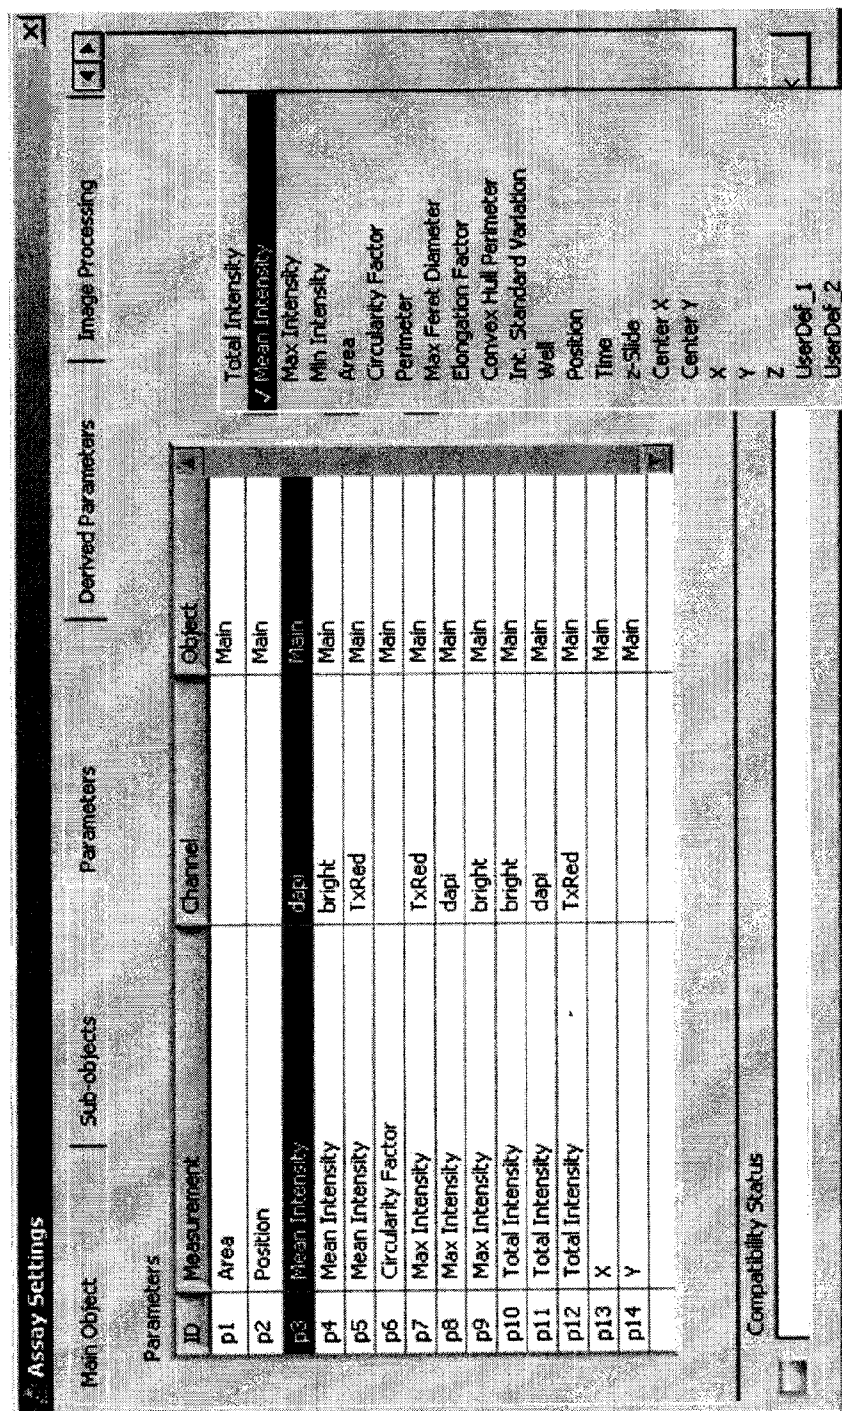 Assay Settings
X
Main Object
Sub-objects
Parameters
Derived Parameters
Image Processing
Parameters
ID Measurement Channel Object
p1 Area Main
p2 Position Main
p3 Mean Intensity dapi Main
p4 Mean Intensity bright Main
p5 Mean Intensity TxRed Main
p6 Circularity Factor Main
p7 Max Intensity TxRed Main
p8 Max Intensity dapi Main
p9 Max Intensity bright Main
p10 Total Intensity bright Main
p11 Total Intensity dapi Main
p12 Total Intensity TxRed Main
p13 X Main
p14 Y Main
Total Intensity
✓ Mean Intensity
Max Intensity
Min Intensity
Area
Circularity Factor
Perimeter
Max Feret Diameter
Elongation Factor
Convex Hull Perimeter
Int. Standard Variation
Well
Position
Time
z-Slide
Center X
Center Y
X
Y
Z
UserDef_1
UserDef_2
Compatibility Status